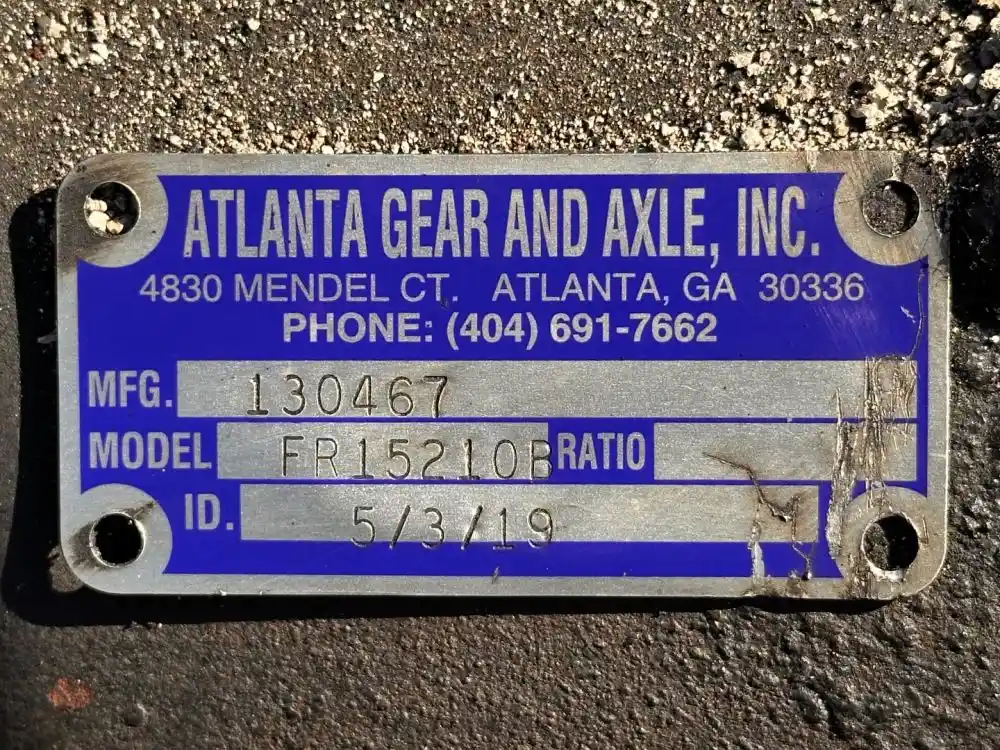 ATLANTA GEAR AND AXLE, INC.
4830 MENDEL CT. ATLANTA, GA 30336
PHONE: (404) 691-7662
MFG. 130467
MODEL FR15210B RATIO
ID. 5/3/19